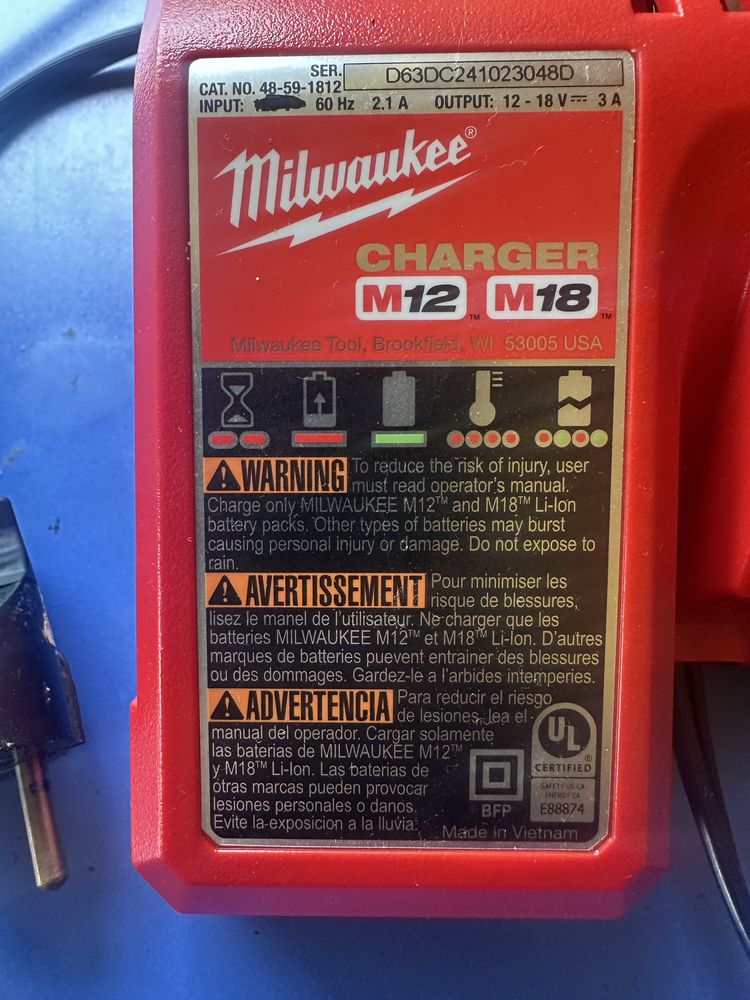 SER. D63DC241023048D
CAT. NO. 48-59-1812
INPUT: 60 Hz 2,1 A OUTPUT: 12 - 18 V⎓ 3 A
Milwaukee®
CHARGER
M12™ M18™
Milwaukee Tool, Brookfield, WI 53005 USA
WARNING To reduce the risk of injury, user
must read operator's manual.
Charge only MILWAUKEE M12™ and M18™ Li-Ion
battery packs. Other types of batteries may burst
causing personal injury or damage. Do not expose to
rain.
AVERTISSEMENT Pour minimiser les
risque de blessures,
lisez le manel de l'utilisateur. Ne charger que les
batteries MILWAUKEE M12™ et M18™ Li-Ion. D'autres
marques de batteries puevent entrainer des blessures
ou des dommages. Gardez-le a l'arbides intemperies.
ADVERTENCIA Para reducir el riesgo
de lesiones, lea el
manual del operador. Cargar solamente
las baterias de MILWAUKEE M12™
y M18™ Li-Ion. Las baterias de
otras marcas pueden provocar
lesiones personales o danos.
Evite la exposicion a la lluvia.
BFP
UL®
CERTIFIED
SAFETY US CA
ENERGY CA
E88874
Made in Vietnam